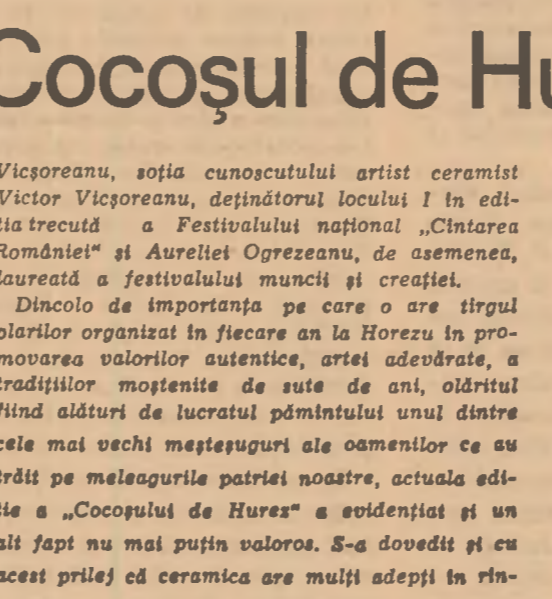 Cocoşul de Hu
Vicşoreanu, soţia cunoscutului artist ceramist
Victor Vicşoreanu, deţinătorul locului I în edi-
ţia trecută a Festivalului naţional „Cîntarea
României" şi Aureliei Ogrezeanu, de asemenea,
laureată a festivalului muncii şi creaţiei.
Dincolo de importanţa pe care o are tîrgul
olarilor organizat în fiecare an la Horezu în pro-
movarea valorilor autentice, artei adevărate, a
tradiţiilor moştenite de sute de ani, olăritul
fiind alături de lucratul pămîntului unul dintre
cele mai vechi meşteşuguri ale oamenilor ce au
trăit pe meleagurile patriei noastre, actuala edi-
ţie a „Cocoşului de Hurez" a evidenţiat şi un
alt fapt nu mai puţin valoros. S-a dovedit şi cu
acest prilej că ceramica are mulţi adepţi în rîn-